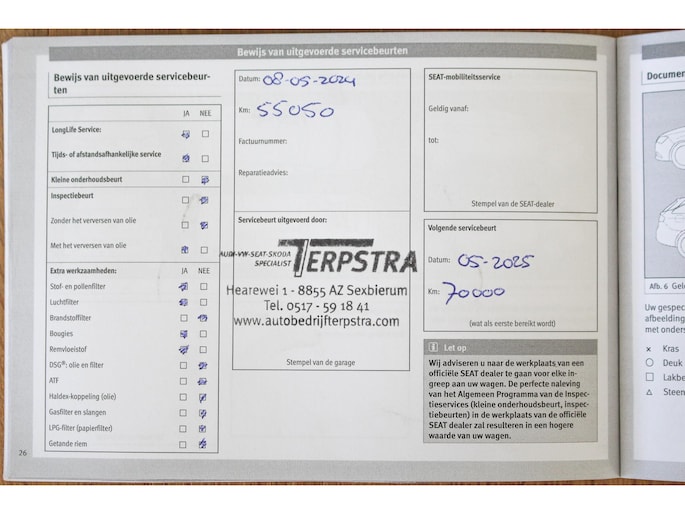 Bewijs van uitgevoerde servicebeurten
Bewijs van uitgevoerde servicebeur-
ten
JA NEE
LongLife Service:
Tijds- of afstandsafhankelijke service
Kleine onderhoudsbeurt
Inspectiebeurt
Zonder het verversen van olie
Met het verversen van olie
Extra werkzaamheden: JA NEE
Stof- en pollenfilter
Luchtfilter
Brandstoffilter
Bougies
Remvloeistof
DSG®: olie en filter
ATF
Haldex-koppeling (olie)
Gasfilter en slangen
LPG-filter (papierfilter)
Getande riem
26
Datum: 08-05-2024
Km: 55050
Factuurnummer:
Reparatieadvies:
Servicebeurt uitgevoerd door:
AUDI-VW-SEAT-SKODA
SPECIALIST TERPSTRA
Hearewei 1 - 8855 AZ Sexbierum
Tel. 0517 - 59 18 41
www.autobedrijfterpstra.com
Stempel van de garage
SEAT-mobiliteitsservice
Geldig vanaf:
tot:
Stempel van de SEAT-dealer
Volgende servicebeurt
Datum: 05-2025
Km: 70000
(wat als eerste bereikt wordt)
Let op
Wij adviseren u naar de werkplaats van een
officiële SEAT dealer te gaan voor elke in-
greep aan uw wagen. De perfecte naleving
van het Algemeen Programma van de Inspec-
tieservices (kleine onderhoudsbeurt, inspec-
tiebeurten) in de werkplaats van de officiële
SEAT dealer zal resulteren in een hogere
waarde van uw wagen.
Documen
Afb. 6 Gel
Uw gespec
afbeelding
met onders
× Kras
Deuk
Lakbe
Steen